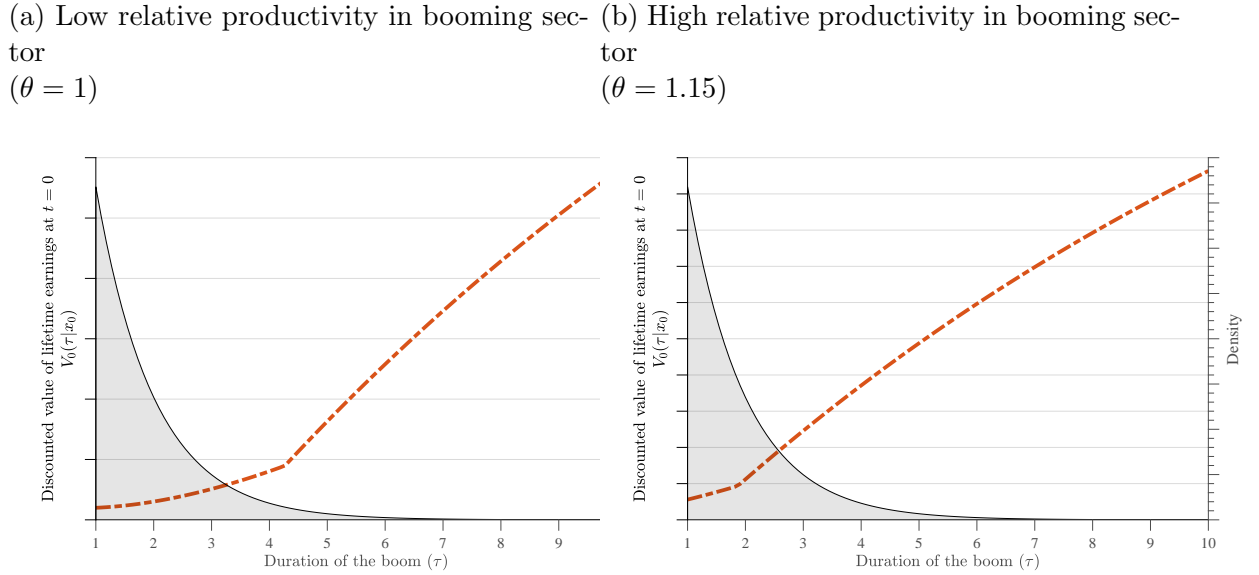 (a) Low relative productivity in booming sec-
tor
(θ = 1)
(b) High relative productivity in booming sec-
tor
(θ = 1.15)
Discounted value of lifetime earnings at t = 0
V₀(τ|x₀)
1 2 3 4 5 6 7 8 9
Duration of the boom (τ)
Discounted value of lifetime earnings at t = 0
V₀(τ|x₀)
1 2 3 4 5 6 7 8 9 10
Duration of the boom (τ)
Density